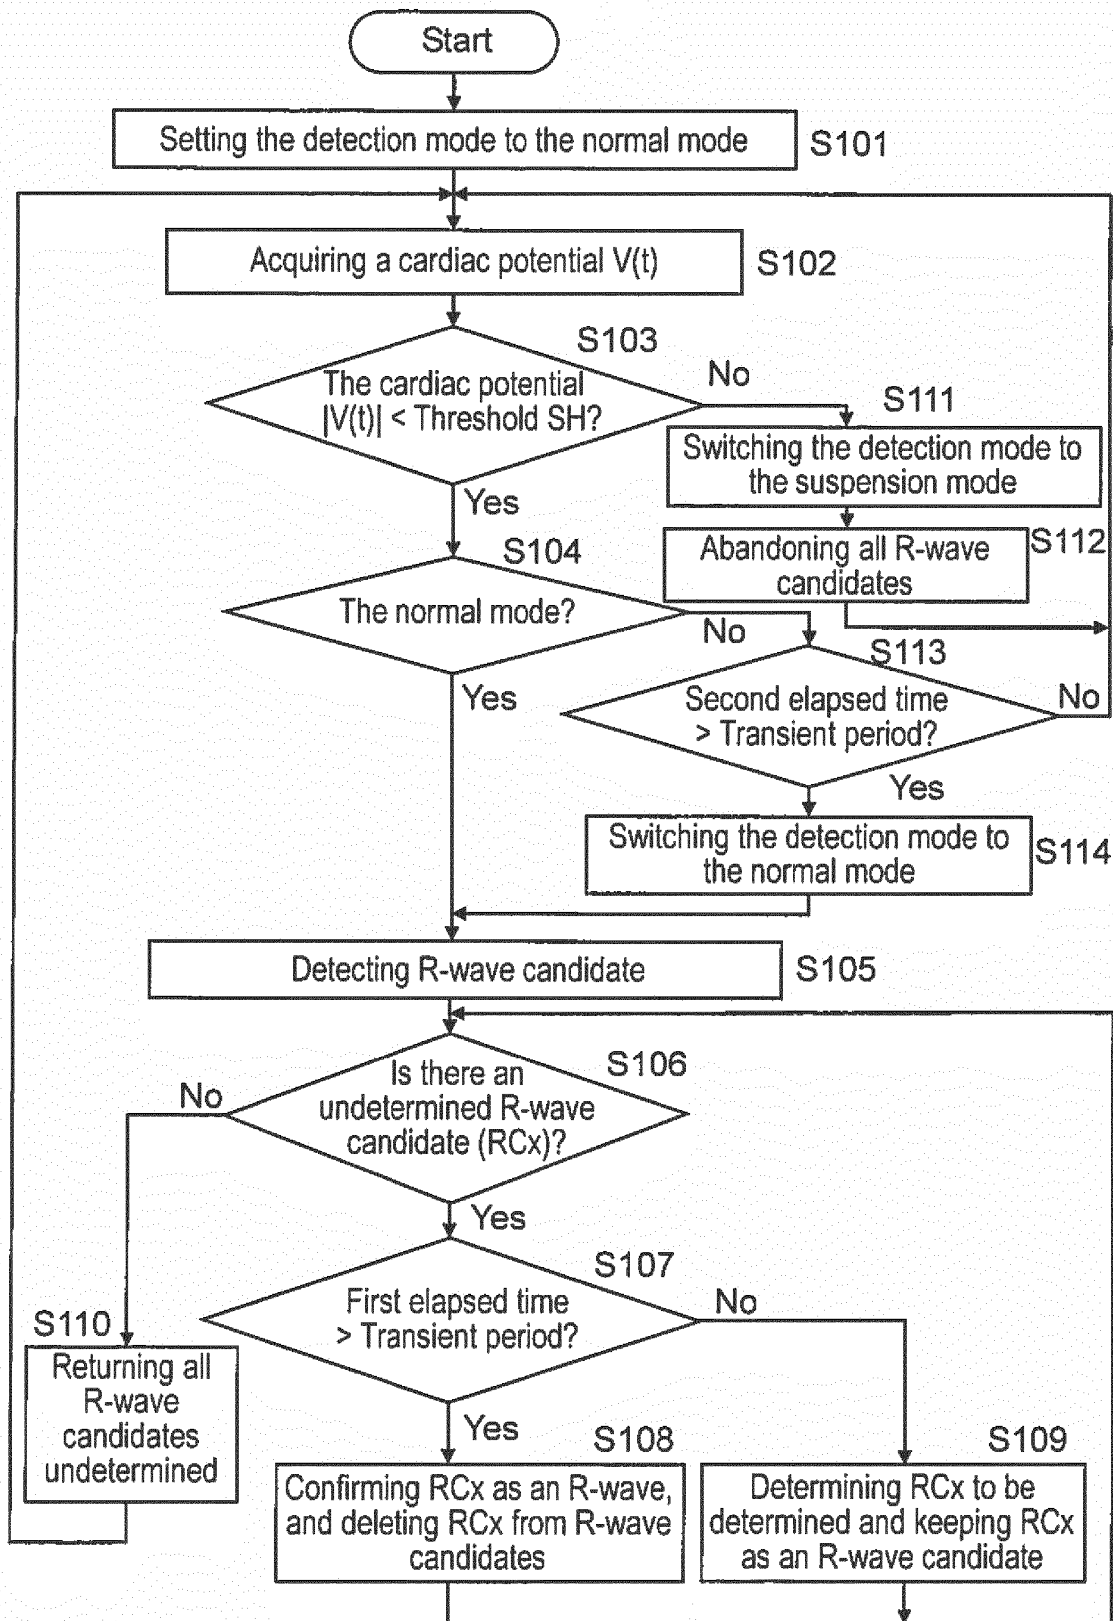 Start
Setting the detection mode to the normal mode
S101
Acquiring a cardiac potential V(t)
S102
S103
The cardiac potential
|V(t)| < Threshold SH?
No
Yes
S111
Switching the detection mode to
the suspension mode
S112
Abandoning all R-wave
candidates
S104
The normal mode?
No
Yes
S113
Second elapsed time
> Transient period?
No
Yes
Switching the detection mode to
the normal mode
S114
Detecting R-wave candidate
S105
S106
Is there an
undetermined R-wave
candidate (RCx)?
No
Yes
S107
First elapsed time
> Transient period?
No
Yes
S110
Returning all
R-wave
candidates
undetermined
S108
Confirming RCx as an R-wave,
and deleting RCx from R-wave
candidates
S109
Determining RCx to be
determined and keeping RCx
as an R-wave candidate